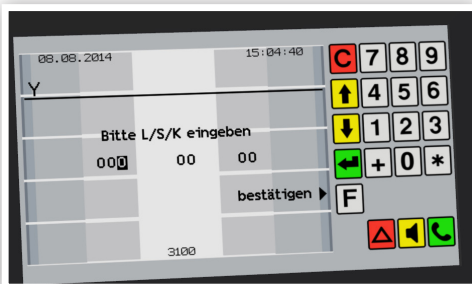 08.08.2014 15:04:40
Y
Bitte L/S/K eingeben
000 00 00
bestätigen
3100
C 7 8 9
4 5 6
1 2 3
+ 0 *
F